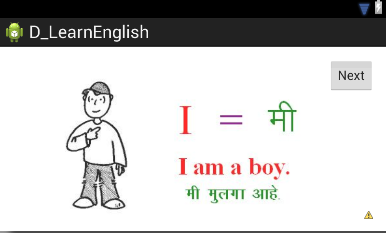 D_LearnEnglish
Next
I = मी
I am a boy.
मी मुलगा आहे.